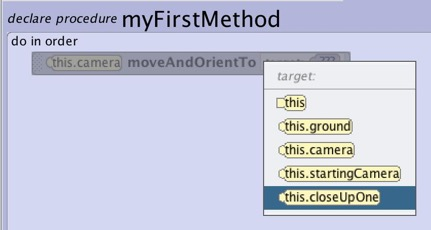 declare procedure myFirstMethod
do in order
this.camera moveAndOrientTo
target:
this
this.ground
this.camera
this.startingCamera
this.closeUpOne